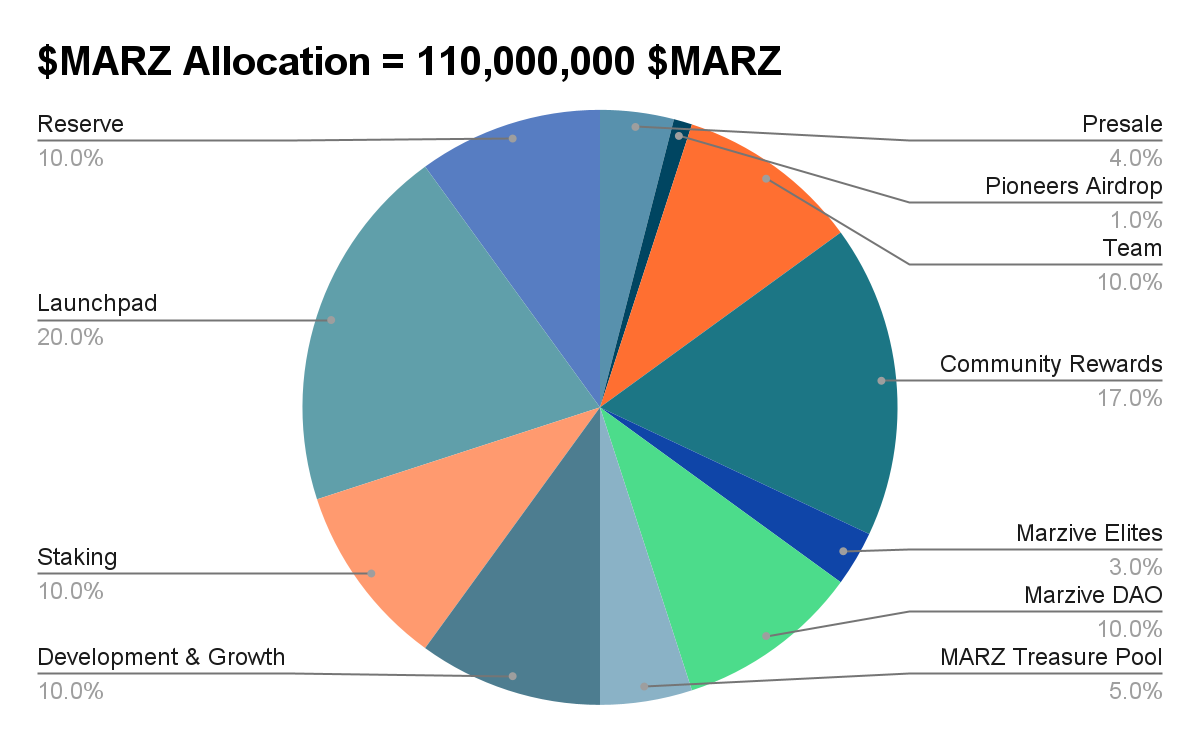 $MARZ Allocation = 110,000,000 $MARZ
Reserve
10.0%
Launchpad
20.0%
Staking
10.0%
Development & Growth
10.0%
Presale
4.0%
Pioneers Airdrop
1.0%
Team
10.0%
Community Rewards
17.0%
Marzive Elites
3.0%
Marzive DAO
10.0%
MARZ Treasure Pool
5.0%